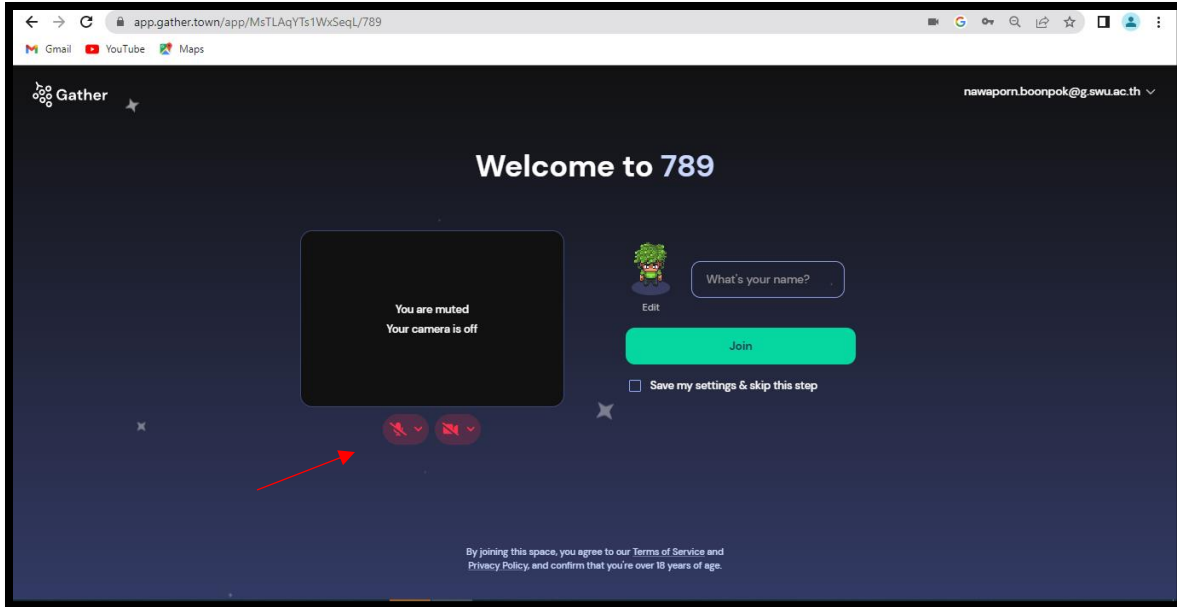 app.gather.town/app/MsTLAqYTs1WxSeqL/789
Gmail YouTube Maps
Gather
nawaporn.boonpok@g.swu.ac.th
Welcome to 789
You are muted
Your camera is off
What's your name?
Edit
Join
Save my settings & skip this step
By joining this space, you agree to our Terms of Service and
Privacy Policy, and confirm that you're over 18 years of age.